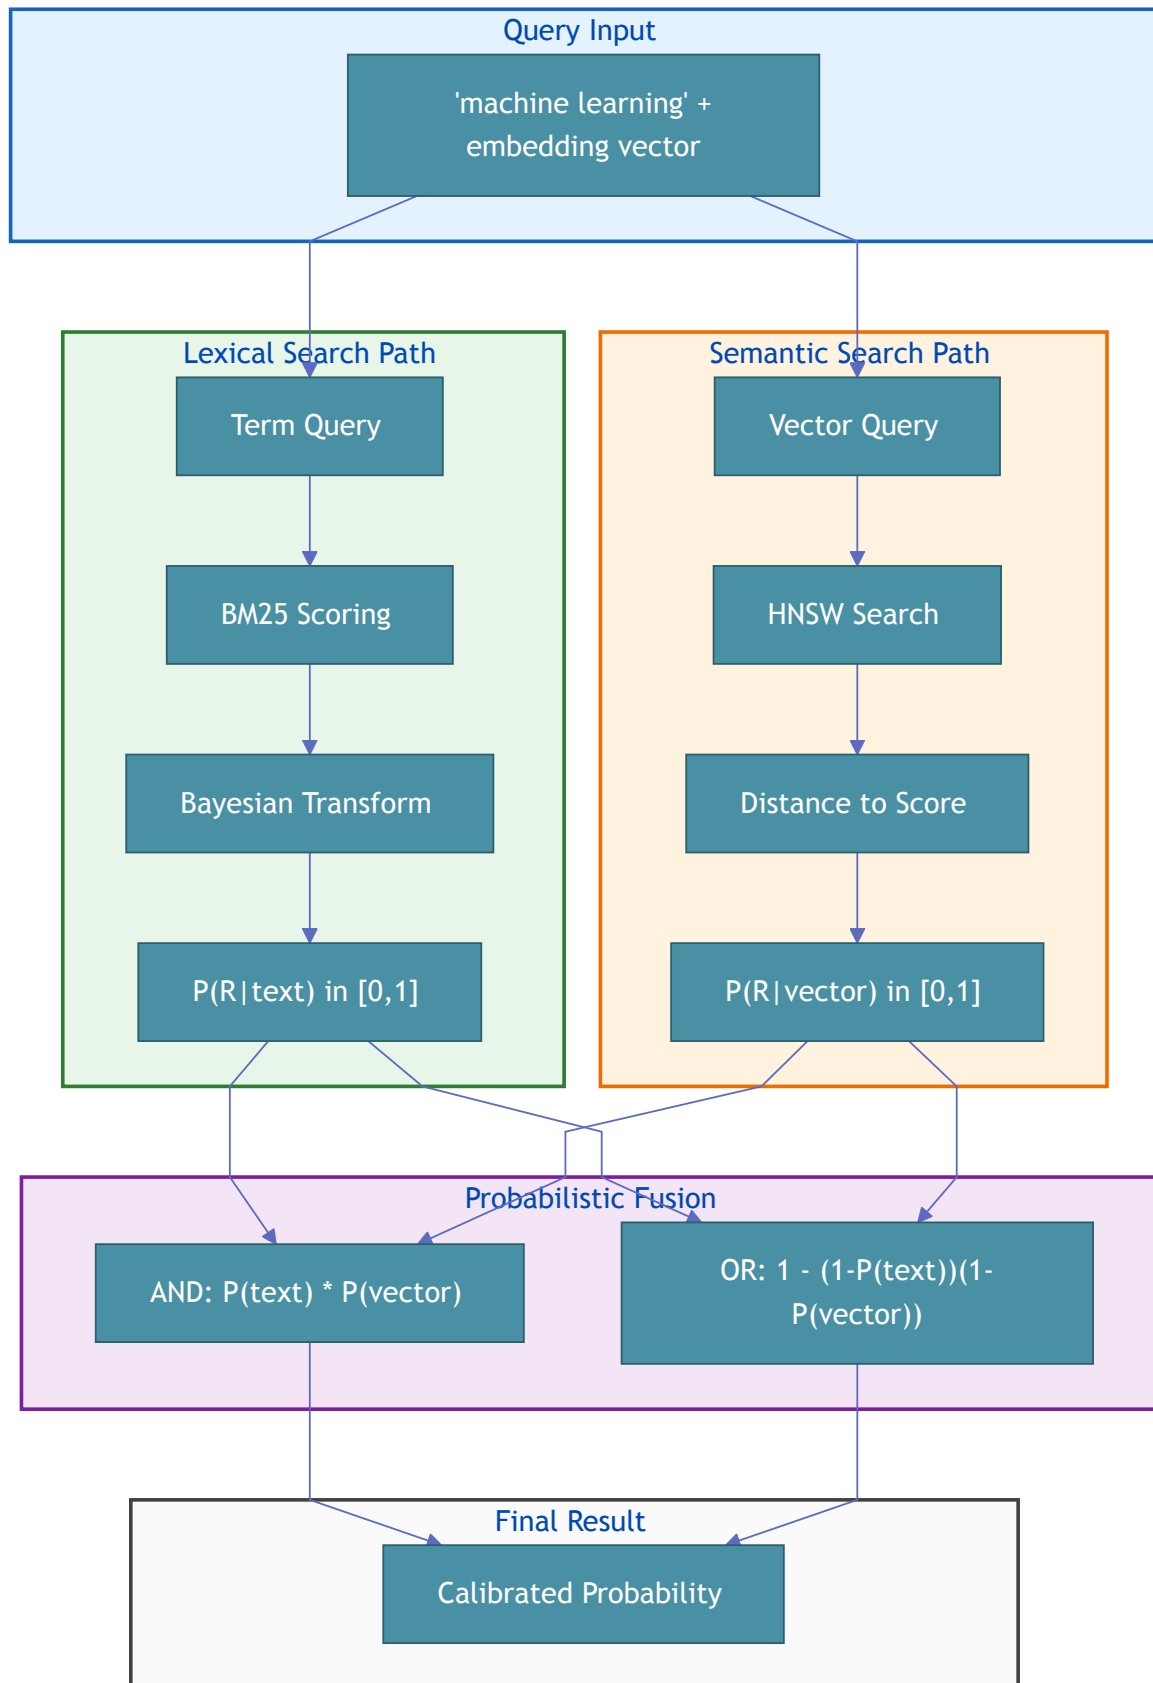 Query Input
'machine learning' +
embedding vector
Lexical Search Path
Term Query
BM25 Scoring
Bayesian Transform
P(R|text) in [0,1]
Semantic Search Path
Vector Query
HNSW Search
Distance to Score
P(R|vector) in [0,1]
Probabilistic Fusion
AND: P(text) * P(vector)
OR: 1 - (1-P(text))(1-
P(vector))
Final Result
Calibrated Probability